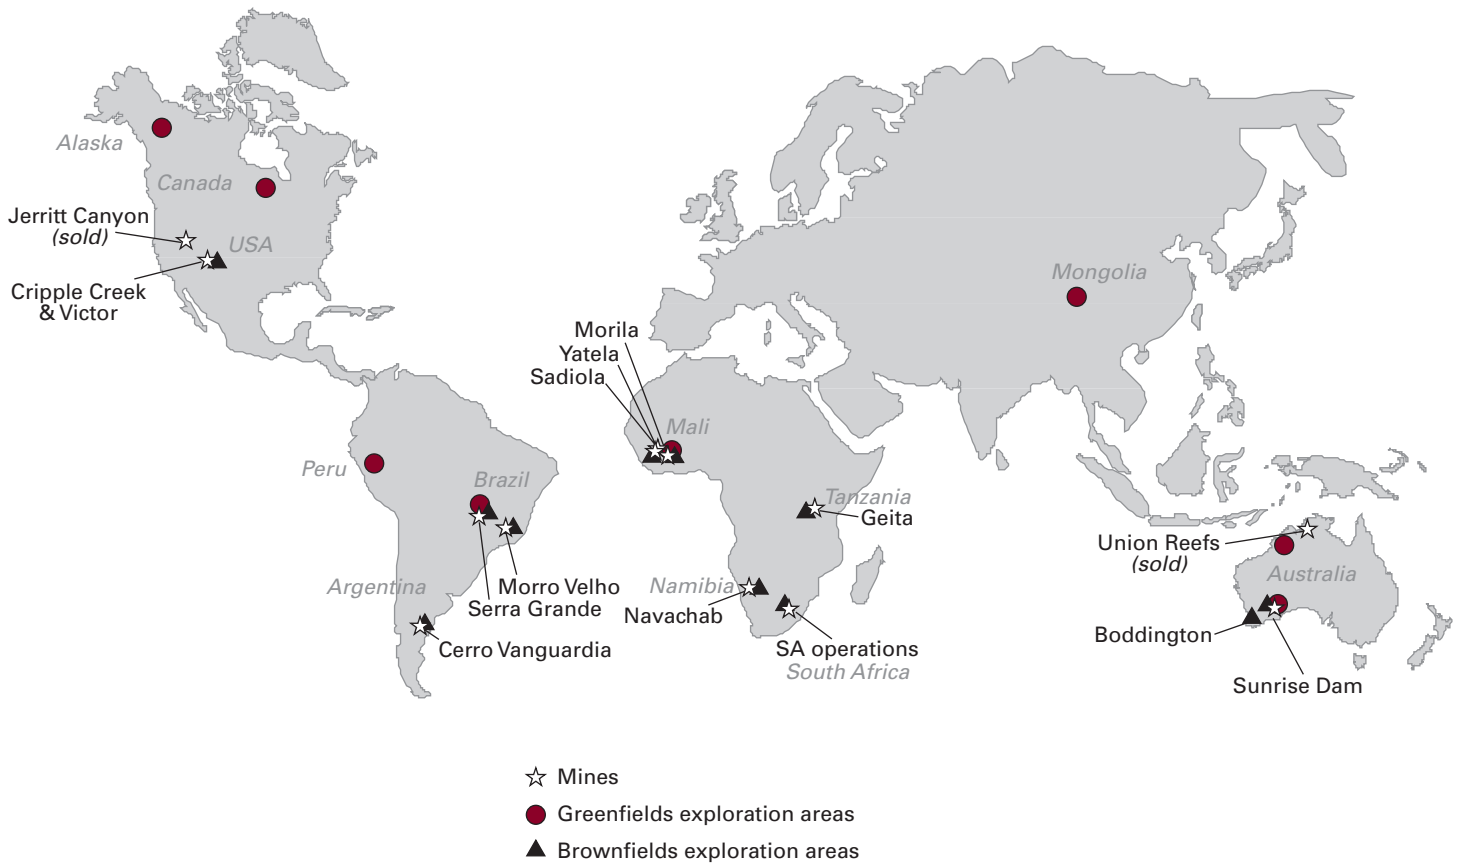 Alaska
Canada
Jerritt Canyon
(sold)
USA
Cripple Creek
& Victor
Mongolia
Morila
Yatela
Sadiola
Mali
Peru
Brazil
Tanzania
Geita
Union Reefs
(sold)
Australia
Argentina
Morro Velho
Serra Grande
Namibia
Navachab
Boddington
Cerro Vanguardia
SA operations
South Africa
Sunrise Dam
Mines
Greenfields exploration areas
Brownfields exploration areas